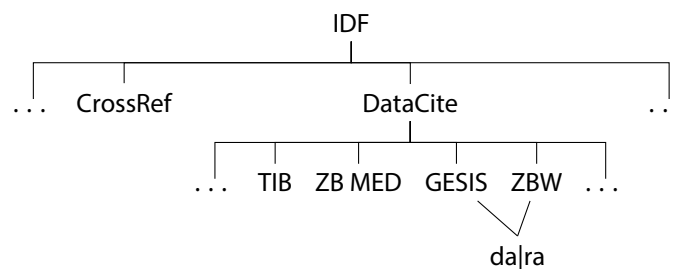 IDF
. . . CrossRef DataCite . .
. . . TIB ZB MED GESIS ZBW . . .
da|ra